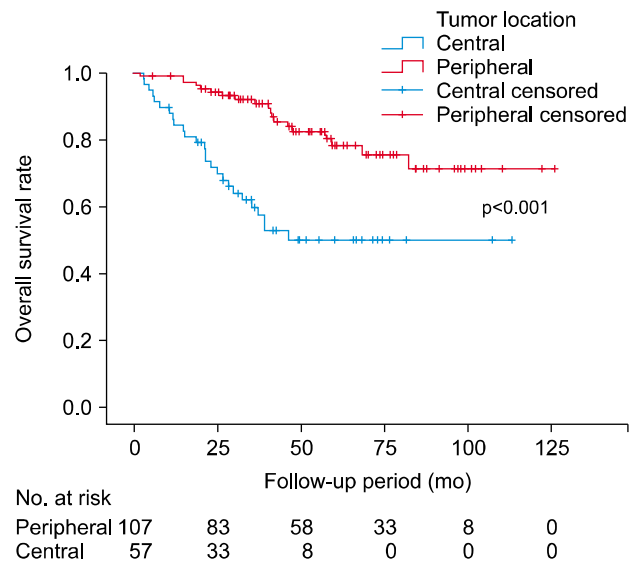 Tumor location
Central
Peripheral
Central censored
Peripheral censored
1.0
0.8
0.6
0.4
0.2
0.0
Overall survival rate
p<0.001
0 25 50 75 100 125
Follow-up period (mo)
No. at risk
Peripheral 107 83 58 33 8 0
Central 57 33 8 0 0 0